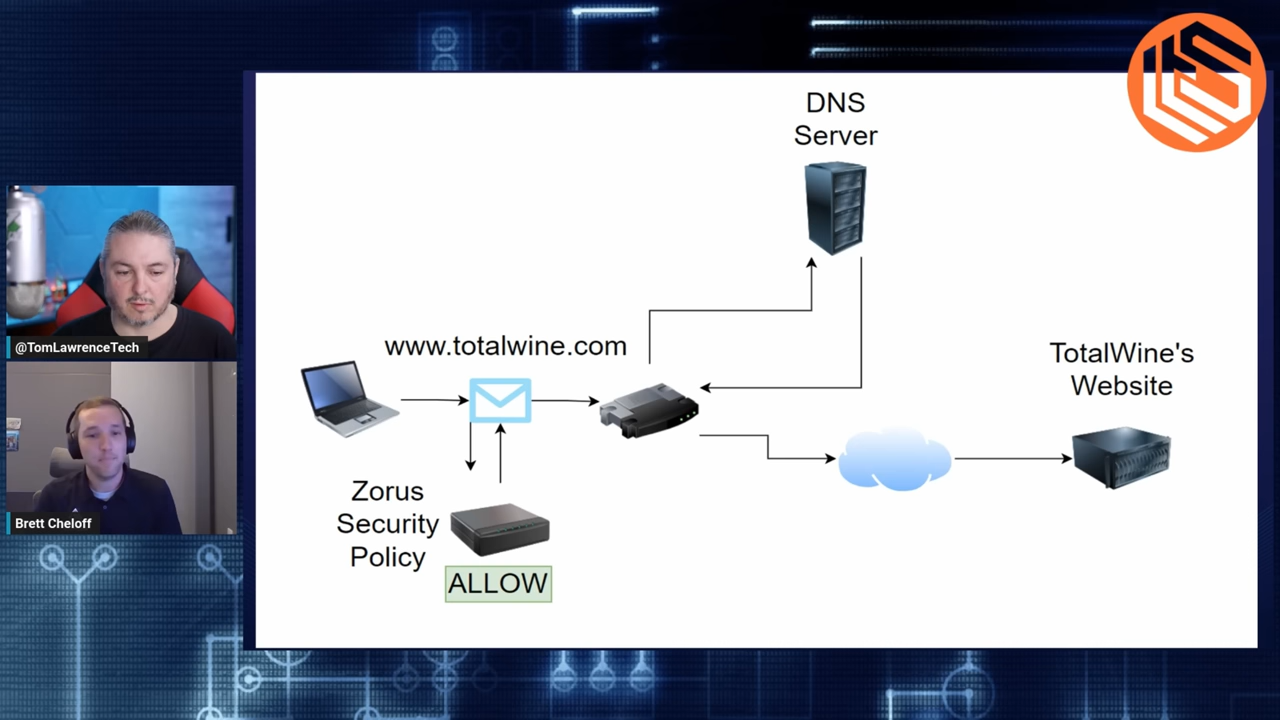 DNS
Server
www.totalwine.com
TotalWine's
Website
@TomLawrenceTech
Zorus
Security
Policy
Brett Cheloff
ALLOW